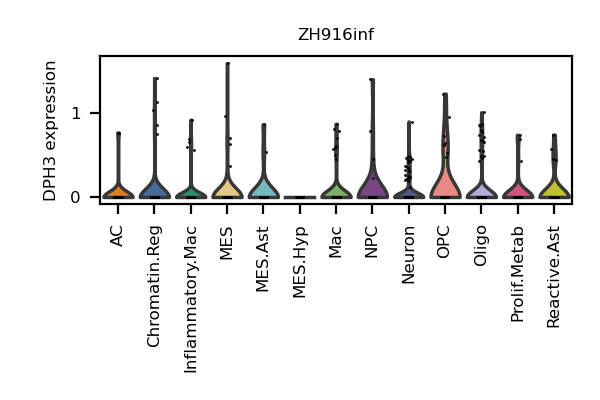 ZH916inf
DPH3 expression
1
0
AC
Chromatin.Reg
Inflammatory.Mac
MES
MES.Ast
MES.Hyp
Mac
NPC
Neuron
OPC
Oligo
Prolif.Metab
Reactive.Ast